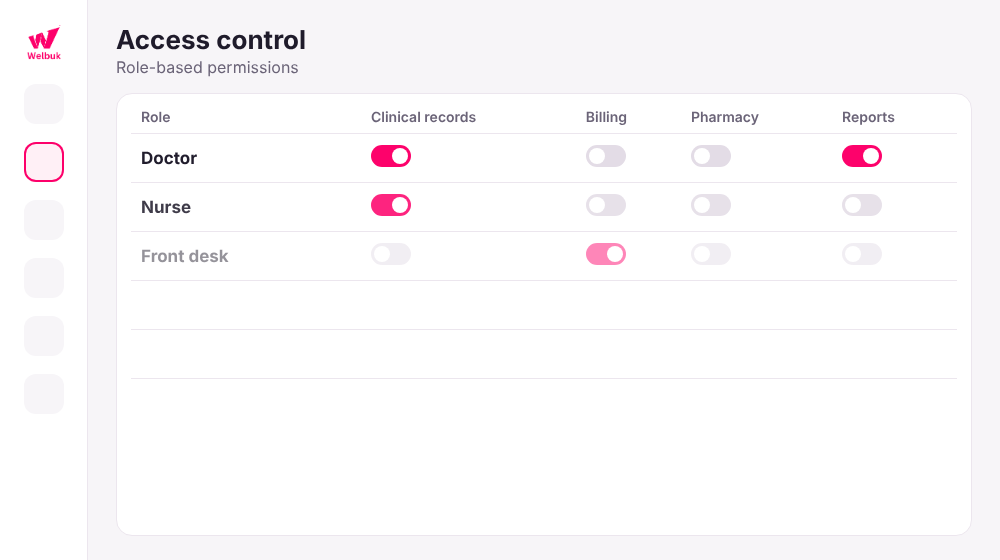 Welbuk
Access control
Role-based permissions
Role Clinical records Billing Pharmacy Reports
Doctor
Nurse
Front desk